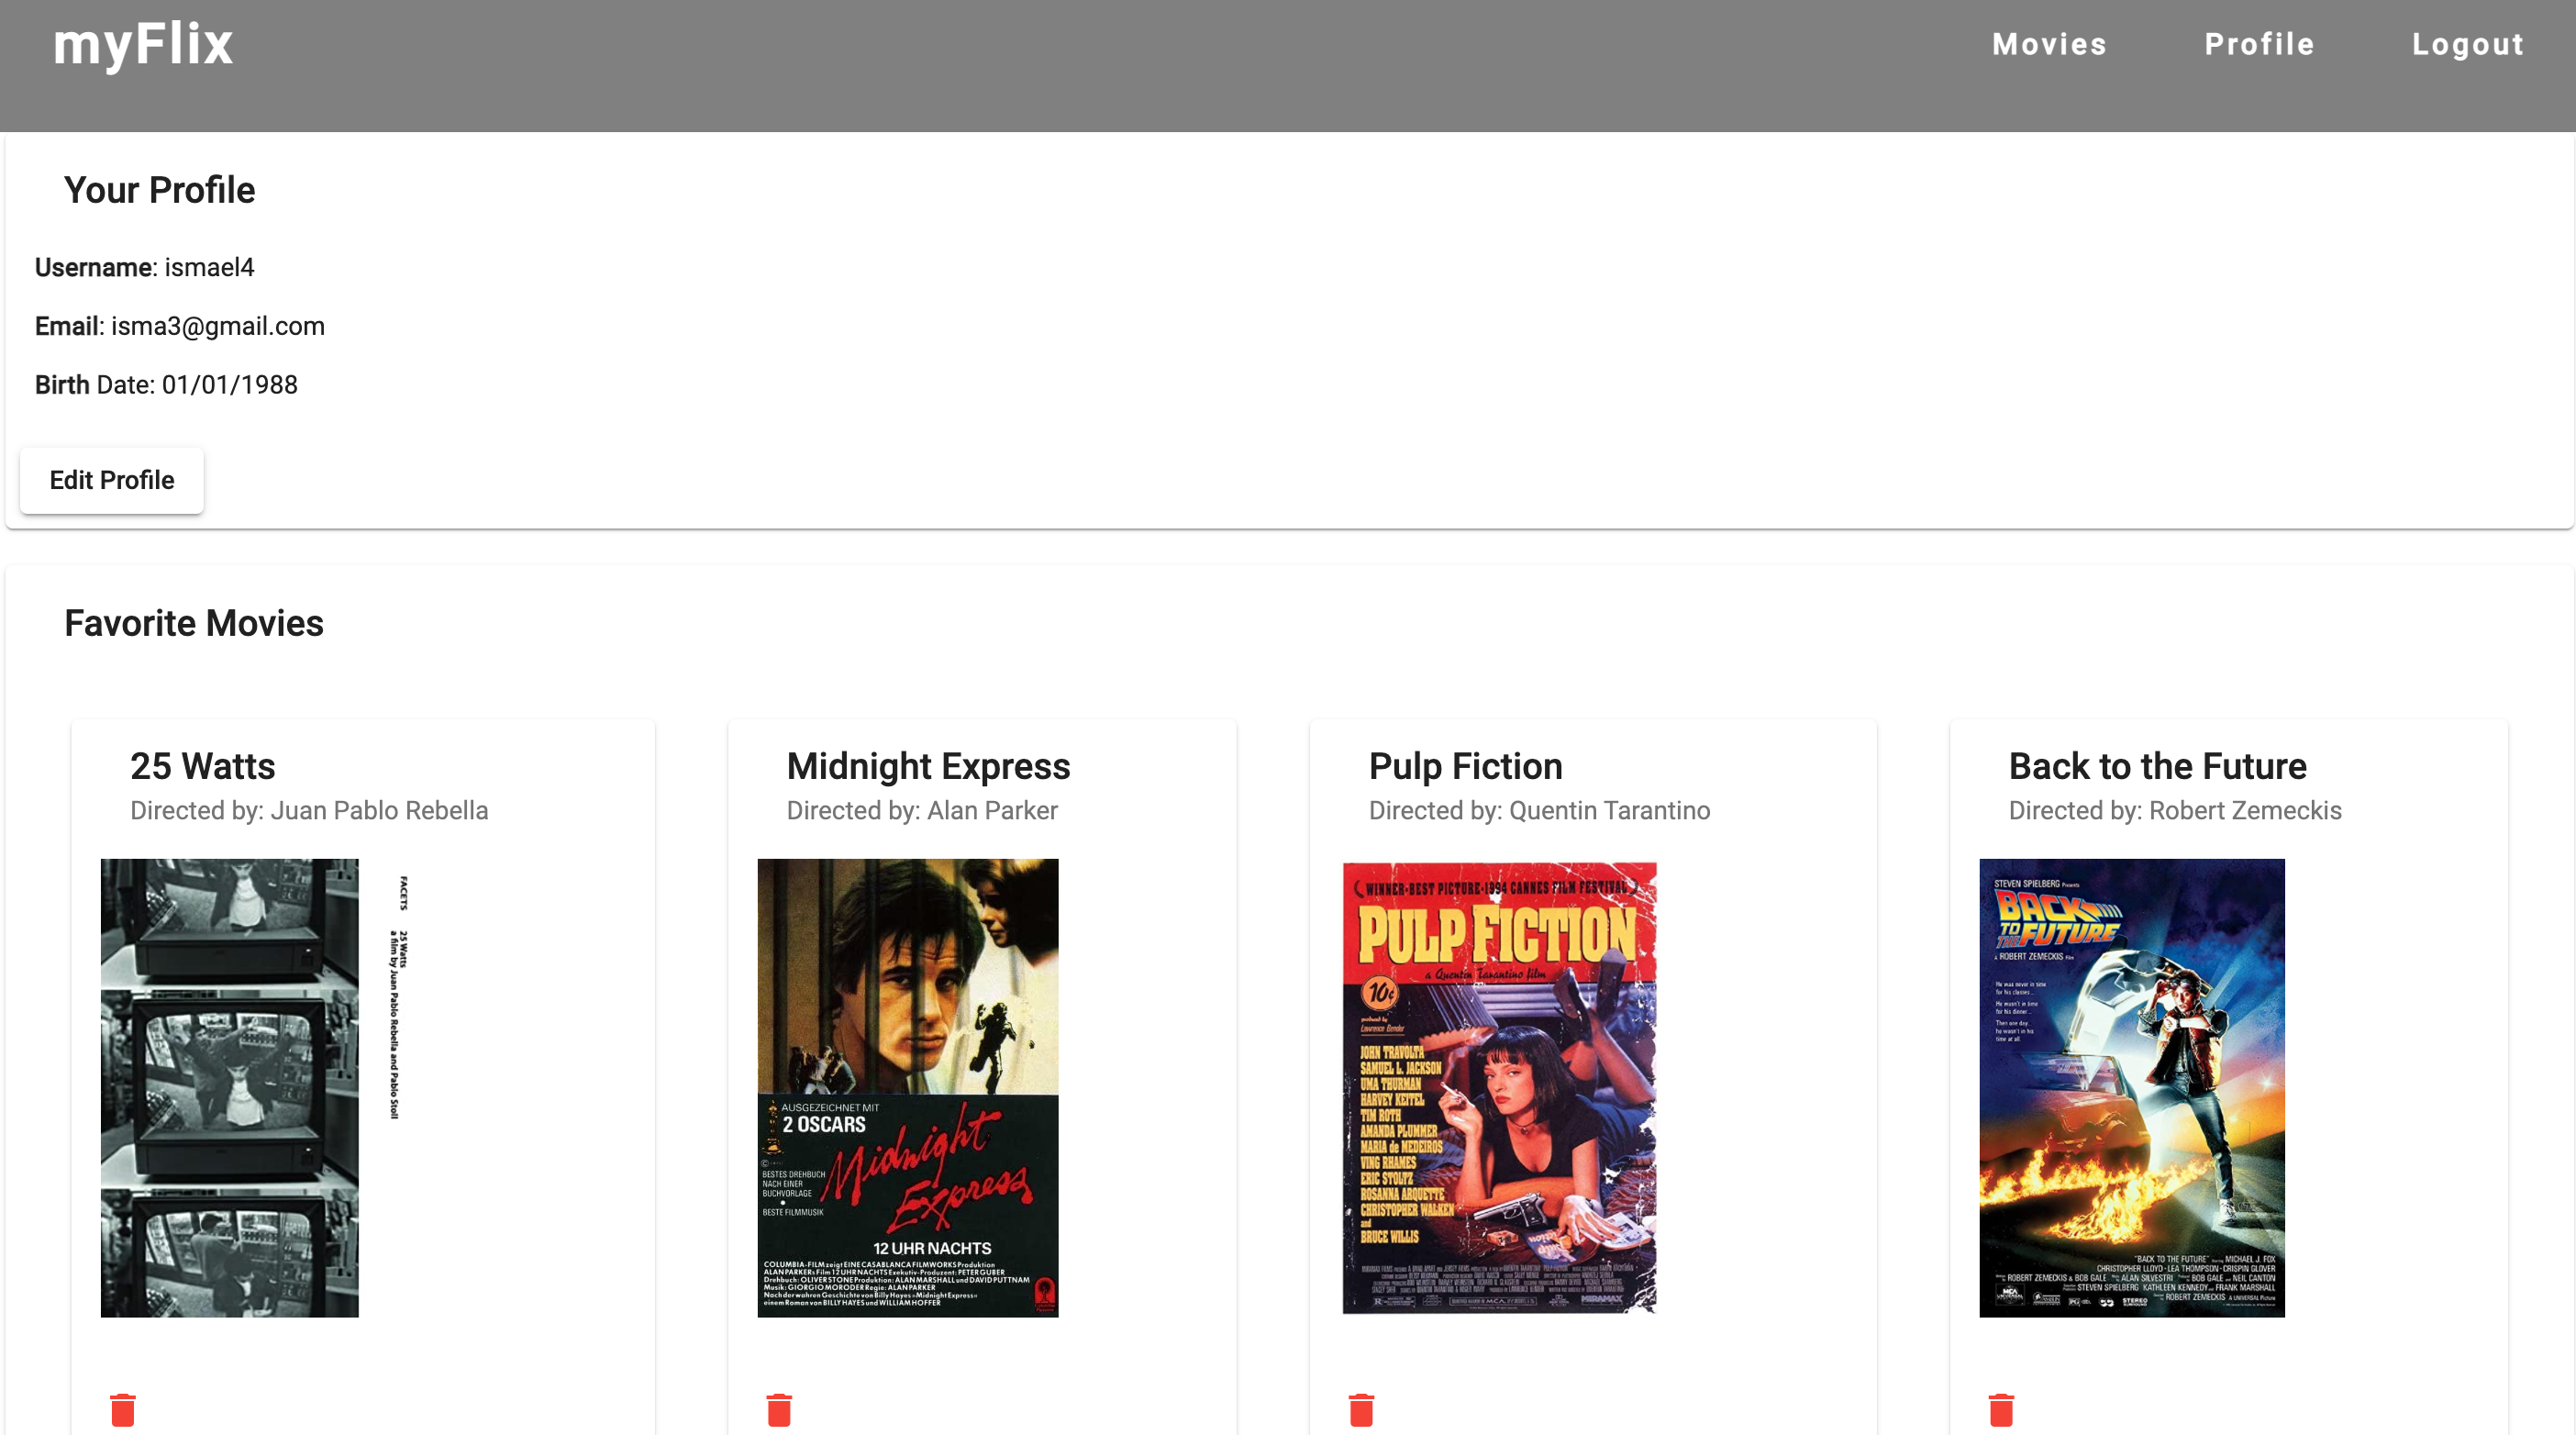 myFlix
Movies
Profile
Logout
Your Profile
Username: ismael4
Email: isma3@gmail.com
Birth Date: 01/01/1988
Edit Profile
Favorite Movies
25 Watts
Directed by: Juan Pablo Rebella
FACETS
25 Watts
a film by Juan Pablo Rebella and Pablo Stoll
Midnight Express
Directed by: Alan Parker
AUSGEZEICHNET MIT
2 OSCARS
BESTES DREHBUCH
NACH EINER
BUCHVORLAGE
BESTE FILMMUSIK
Midnight
Express
12 UHR NACHTS
COLUMBIA-FILM zeigt EINE CASABLANCA FILMWORKS Produktion
ALAN PARKERs Film 12 UHR NACHTS Exekutiv-Produzent: PETER GUBER
Drehbuch: OLIVER STONE Produktion: ALAN MARSHALL und DAVID PUTTNAM
Musik: GIORGIO MORODER Regie: ALAN PARKER
Nach der wahren Geschichte von Billy Hayes »Midnight Express«
einem Roman von BILLY HAYES und WILLIAM HOFFER
Pulp Fiction
Directed by: Quentin Tarantino
WINNER·BEST PICTURE·1994 CANNES FILM FESTIVAL
PULP FICTION
a Quentin Tarantino film
10¢
produced by
Lawrence Bender
JOHN TRAVOLTA
SAMUEL L. JACKSON
UMA THURMAN
HARVEY KEITEL
TIM ROTH
AMANDA PLUMMER
MARIA de MEDEIROS
VING RHAMES
ERIC STOLTZ
ROSANNA ARQUETTE
CHRISTOPHER WALKEN
and
BRUCE WILLIS
MIRAMAX
Back to the Future
Directed by: Robert Zemeckis
STEVEN SPIELBERG Presents
BACK
TO THE FUTURE
A ROBERT ZEMECKIS Film
He was never in time
for his classes...
He wasn't in time
for his dinner...
Then one day...
he wasn't in his
time at all.
"BACK TO THE FUTURE" Starring MICHAEL J. FOX
CHRISTOPHER LLOYD · LEA THOMPSON · CRISPIN GLOVER
ROBERT ZEMECKIS & BOB GALE ALAN SILVESTRI BOB GALE and NEIL CANTON
STEVEN SPIELBERG KATHLEEN KENNEDY and FRANK MARSHALL
ROBERT ZEMECKIS A UNIVERSAL Picture